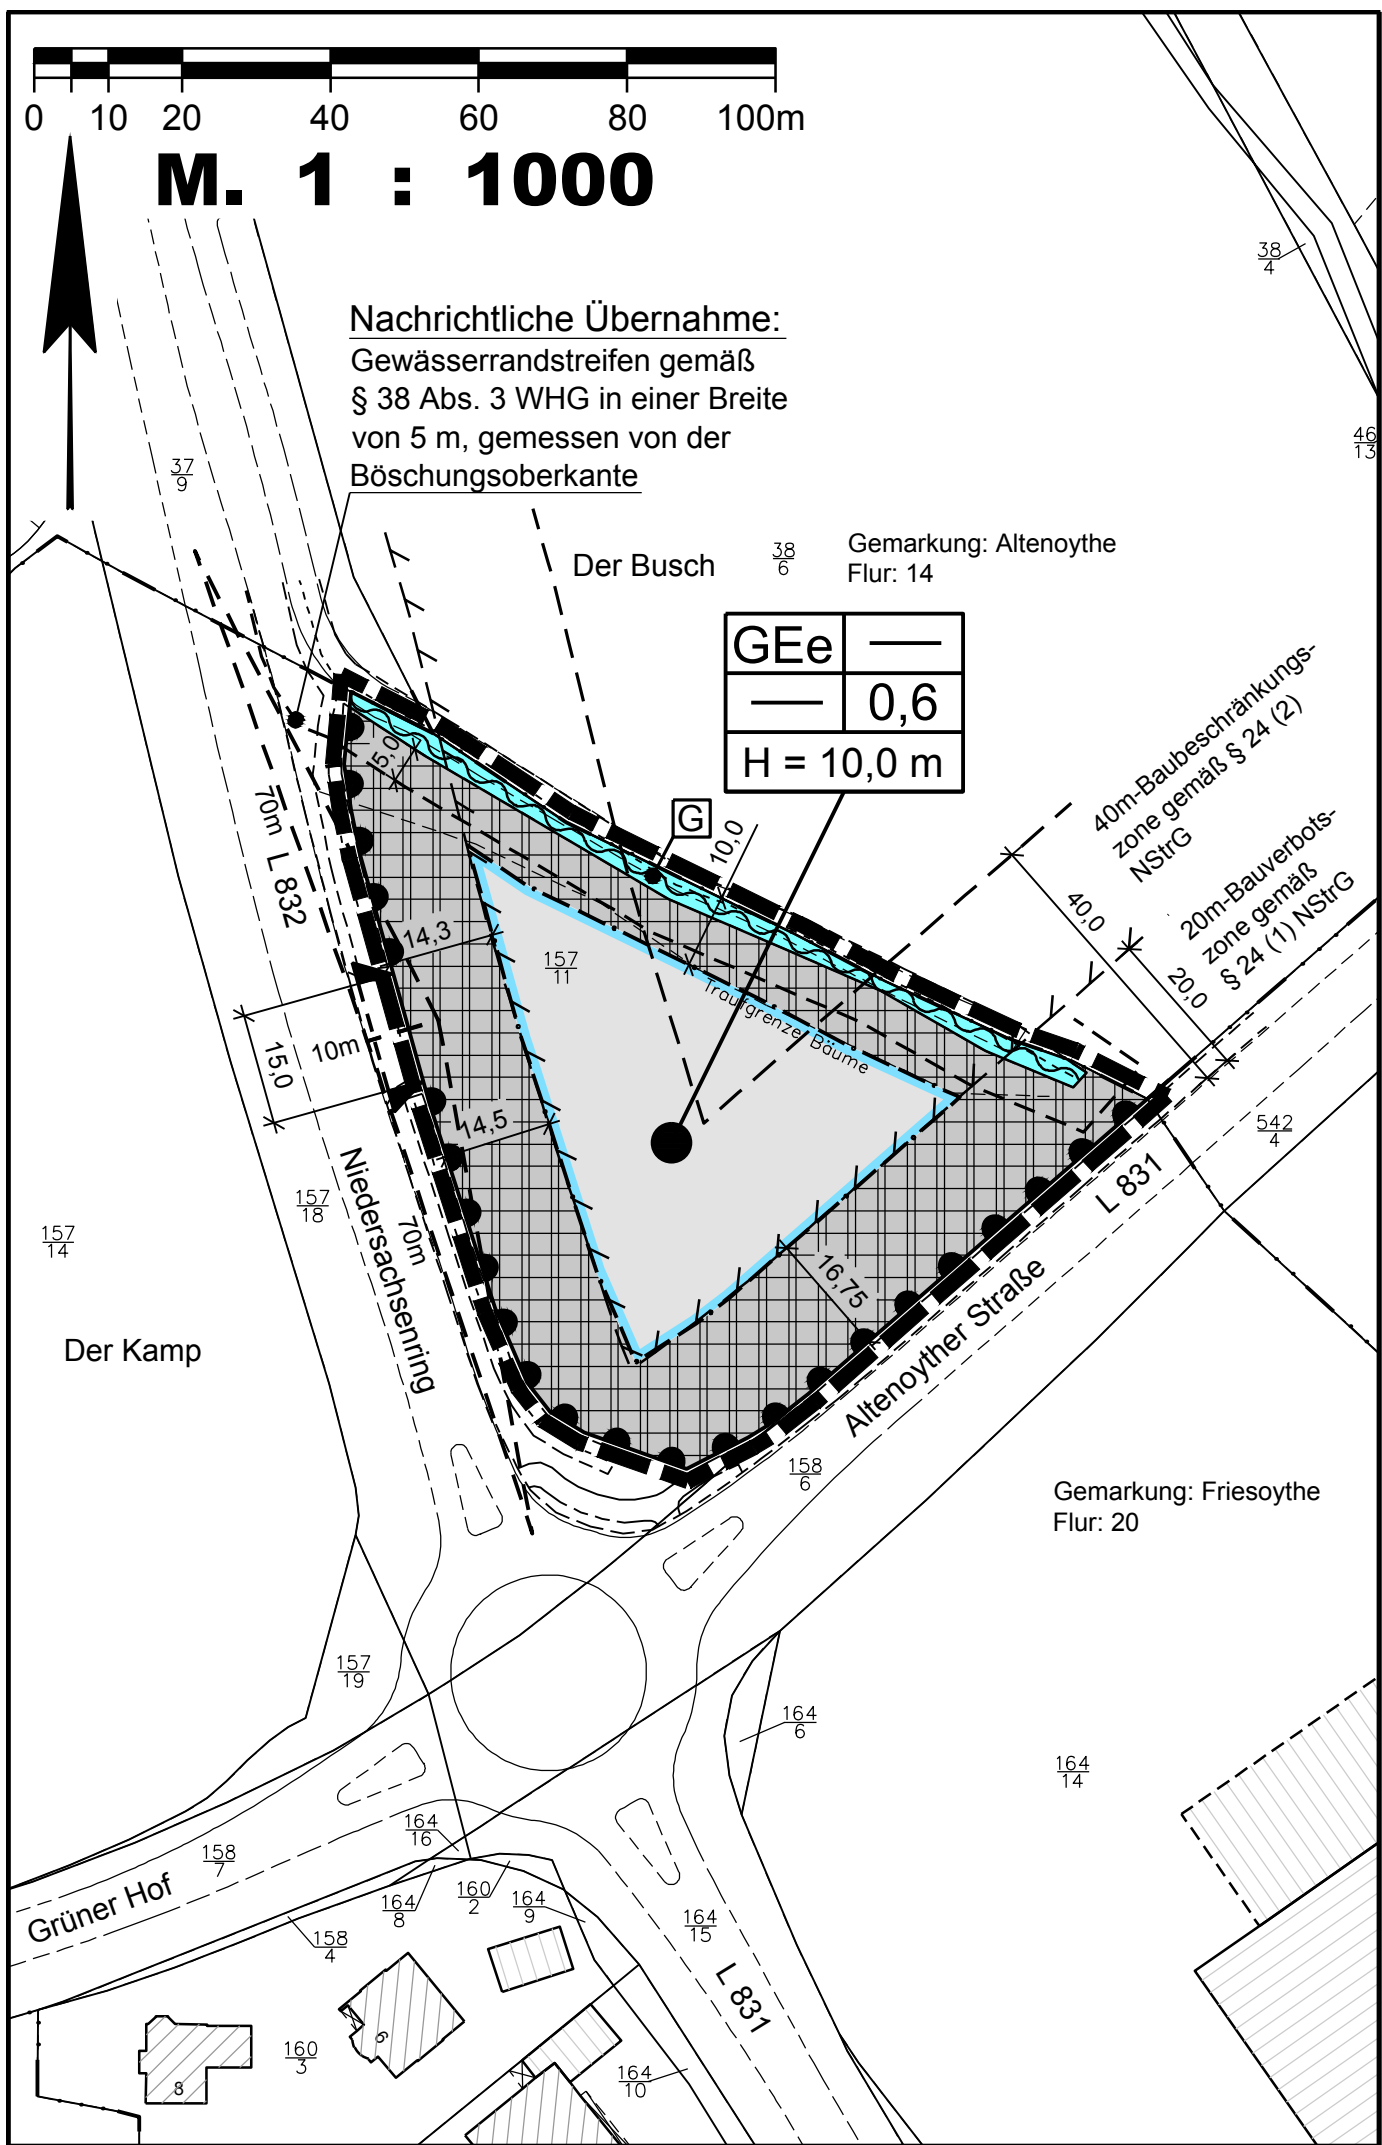 0 10 20 40 60 80 100m
M. 1 : 1000
38
4
Nachrichtliche Übernahme:
Gewässerrandstreifen gemäß
§ 38 Abs. 3 WHG in einer Breite
von 5 m, gemessen von der
Böschungsoberkante
46
13
37
9
Der Busch
38
6
Gemarkung: Altenoythe
Flur: 14
GEe
0,6
H = 10,0 m
40m-Baubeschränkungs-
zone gemäß § 24 (2)
NStrG
20m-Bauverbots-
zone gemäß
§ 24 (1) NStrG
5,0
70m
L 832
G
10,0
40,0
20,0
14,3
157
11
Traufgrenze Bäume
15,0
10m
14,5
542
4
L 831
Niedersachsenring
70m
157
18
157
14
16,75
Altenoyther Straße
Der Kamp
158
6
Gemarkung: Friesoythe
Flur: 20
157
19
164
6
164
14
164
16
158
7
Grüner Hof
164
8
160
2
164
9
164
15
158
4
L 831
6
160
3
8
164
10